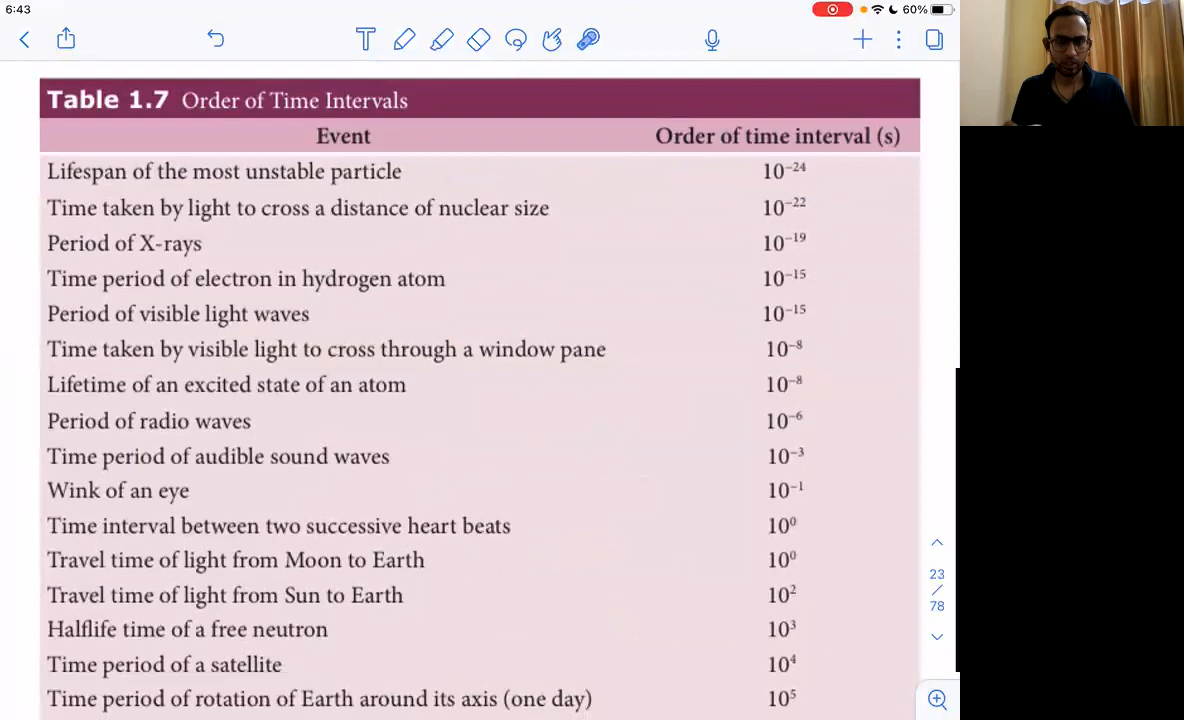 6:43
60%
Table 1.7 Order of Time Intervals
Event Order of time interval (s)
Lifespan of the most unstable particle 10⁻²⁴
Time taken by light to cross a distance of nuclear size 10⁻²²
Period of X-rays 10⁻¹⁹
Time period of electron in hydrogen atom 10⁻¹⁵
Period of visible light waves 10⁻¹⁵
Time taken by visible light to cross through a window pane 10⁻⁸
Lifetime of an excited state of an atom 10⁻⁸
Period of radio waves 10⁻⁶
Time period of audible sound waves 10⁻³
Wink of an eye 10⁻¹
Time interval between two successive heart beats 10⁰
Travel time of light from Moon to Earth 10⁰
Travel time of light from Sun to Earth 10²
Halflife time of a free neutron 10³
Time period of a satellite 10⁴
Time period of rotation of Earth around its axis (one day) 10⁵
23
/
78